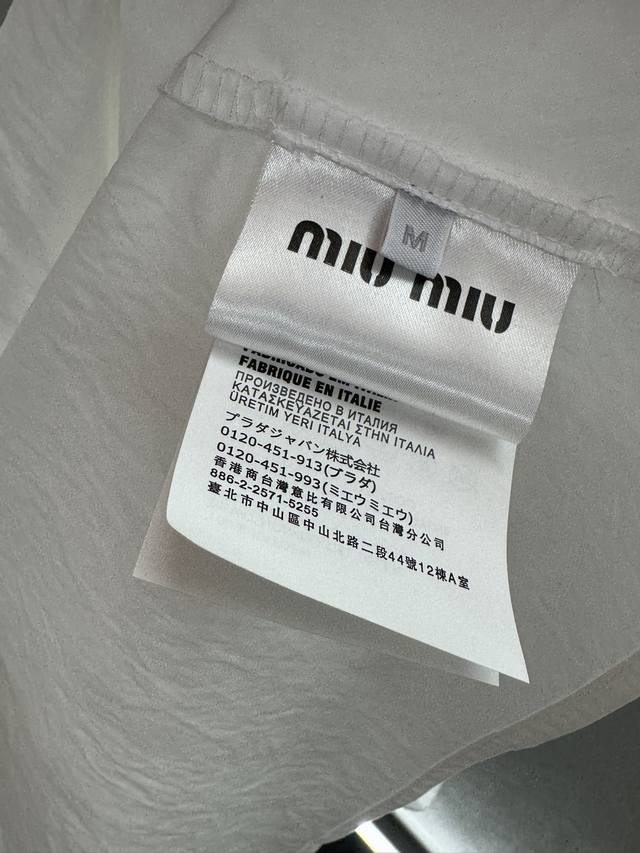 M
miu miu
FABRIQUE EN ITALIE
ПРОИЗВЕДЕНО В ИТАЛИЯ
ΚΑΤΑΣΚΕΥΑΖΕΤΑΙ ΣΤΗΝ ΙΤΑΛΙΑ
ÜRETIM YERI ITALYA
プラダジャパン株式会社
0120-451-913(プラダ)
0120-451-993(ミエウミエウ)
香港商台灣意比有限公司台灣分公司
886-2-2571-5255
臺北市中山區中山北路二段44號12棟A室